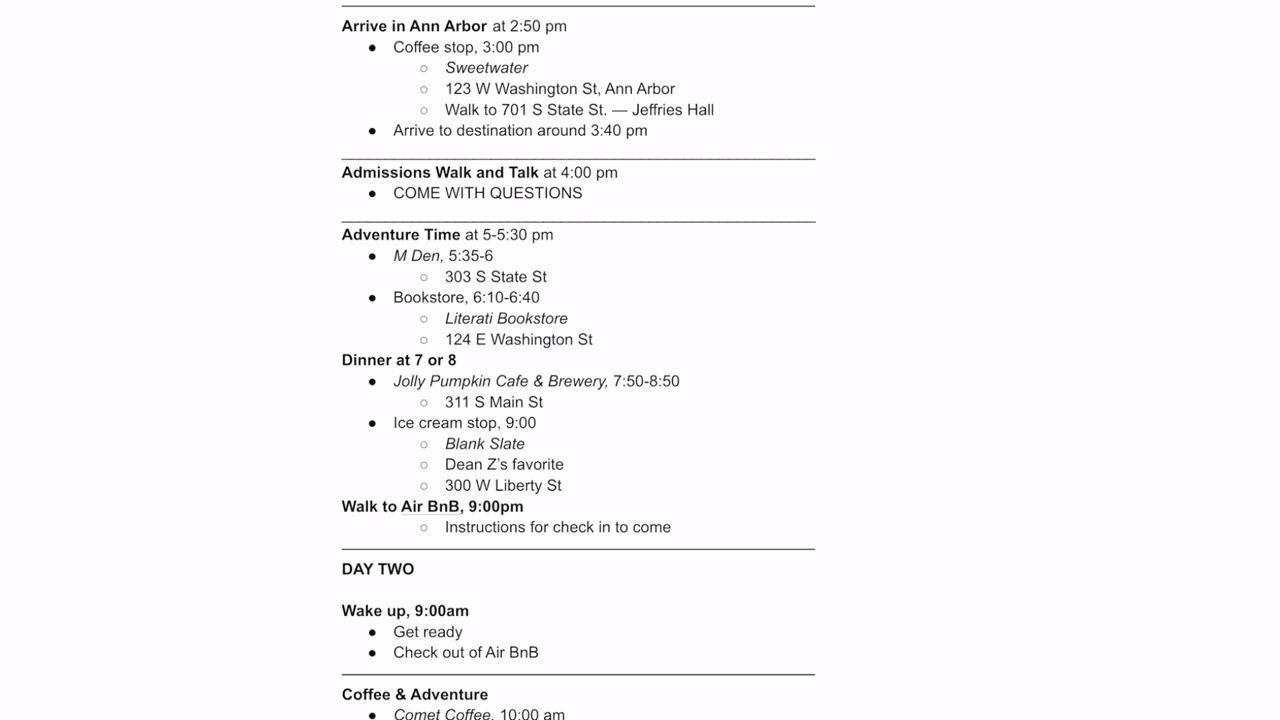 Arrive in Ann Arbor at 2:50 pm
● Coffee stop, 3:00 pm
○ Sweetwater
○ 123 W Washington St, Ann Arbor
○ Walk to 701 S State St. — Jeffries Hall
● Arrive to destination around 3:40 pm
Admissions Walk and Talk at 4:00 pm
● COME WITH QUESTIONS
Adventure Time at 5-5:30 pm
● M Den, 5:35-6
○ 303 S State St
● Bookstore, 6:10-6:40
○ Literati Bookstore
○ 124 E Washington St
Dinner at 7 or 8
● Jolly Pumpkin Cafe & Brewery, 7:50-8:50
○ 311 S Main St
● Ice cream stop, 9:00
○ Blank Slate
○ Dean Z's favorite
○ 300 W Liberty St
Walk to Air BnB, 9:00pm
○ Instructions for check in to come
DAY TWO
Wake up, 9:00am
● Get ready
● Check out of Air BnB
Coffee & Adventure
● Comet Coffee, 10:00 am